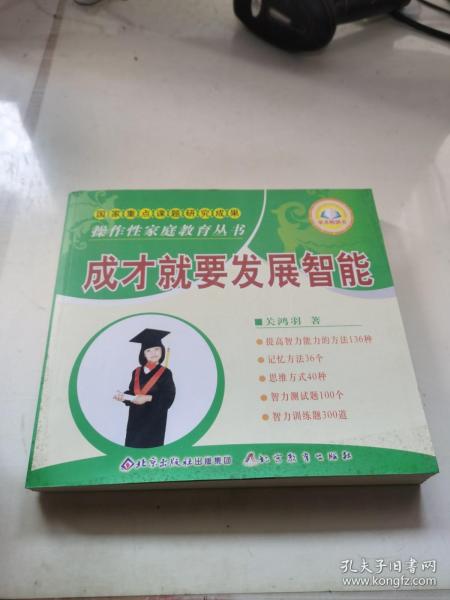 国家重点课题研究成果
操作性家庭教育丛书
成才就要发展智能
■关鸿羽 著
●提高智力能力的方法136种
●记忆方法36个
●思维方式40种
●智力测试题100个
●智力训练题300道
北京出版社出版集团 北京教育出版社
孔夫子旧书网
www.kongfz.com